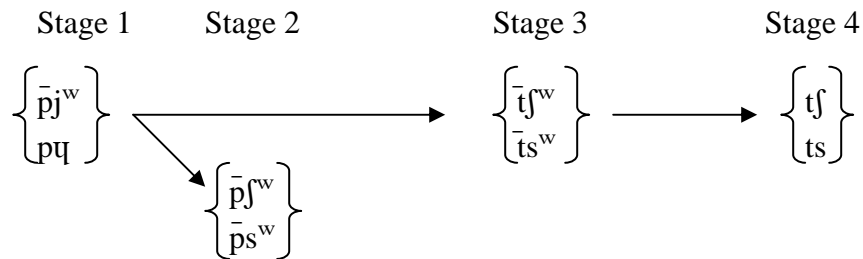 Stage 1 Stage 2 Stage 3 Stage 4
p̄jʷ t̄ʃʷ tʃ
pɥ t̄sʷ ts
p̄ʃʷ
p̄sʷ